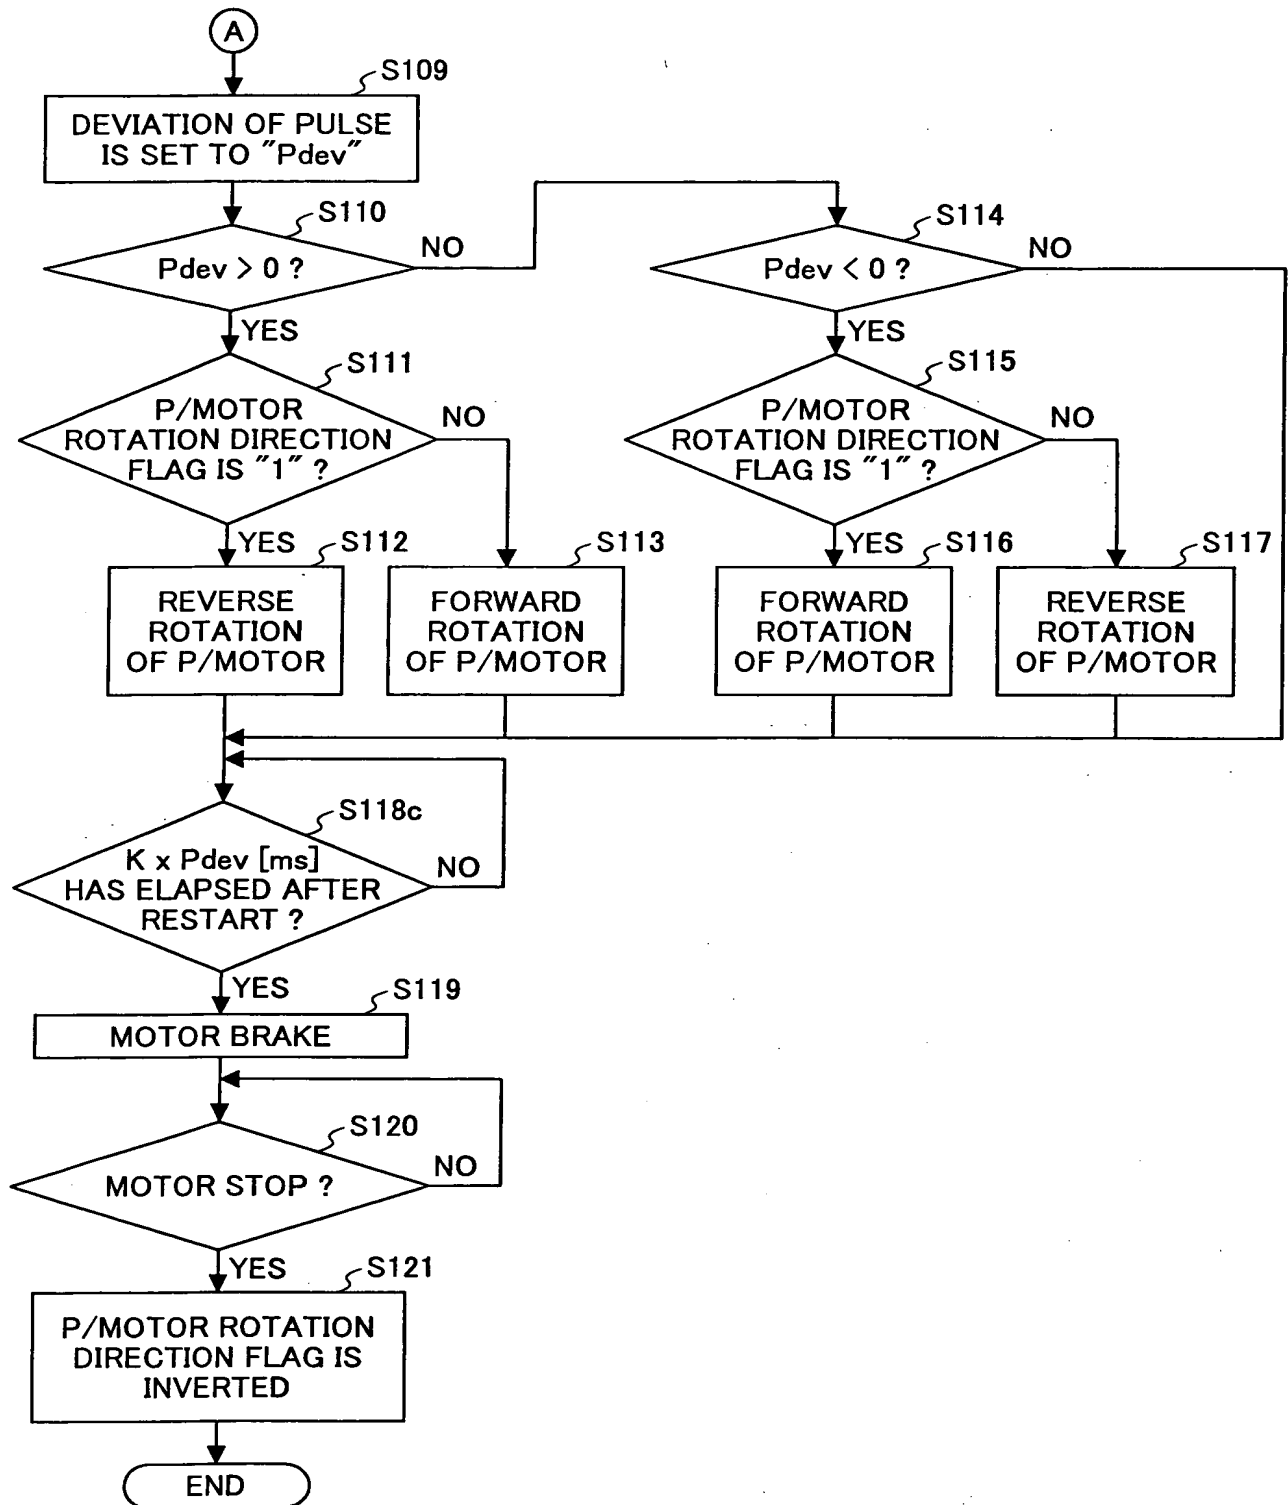 A
S109
DEVIATION OF PULSE
IS SET TO "Pdev"
S110
Pdev > 0 ?
NO
YES
S114
Pdev < 0 ?
NO
YES
S111
P/MOTOR
ROTATION DIRECTION
FLAG IS "1" ?
NO
YES
S115
P/MOTOR
ROTATION DIRECTION
FLAG IS "1" ?
NO
YES
S112
REVERSE
ROTATION
OF P/MOTOR
S113
FORWARD
ROTATION
OF P/MOTOR
S116
FORWARD
ROTATION
OF P/MOTOR
S117
REVERSE
ROTATION
OF P/MOTOR
S118c
K x Pdev [ms]
HAS ELAPSED AFTER
RESTART ?
NO
YES
S119
MOTOR BRAKE
S120
MOTOR STOP ?
NO
YES
S121
P/MOTOR ROTATION
DIRECTION FLAG IS
INVERTED
END